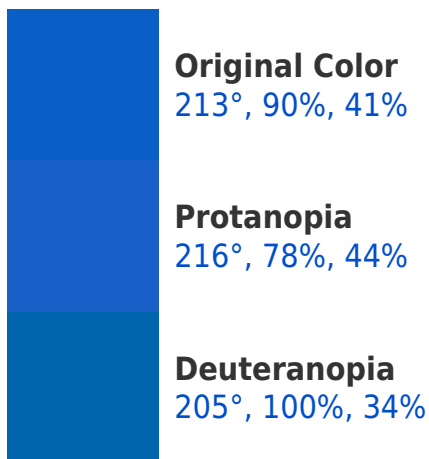 Original Color
213°, 90%, 41%
Protanopia
216°, 78%, 44%
Deuteranopia
205°, 100%, 34%